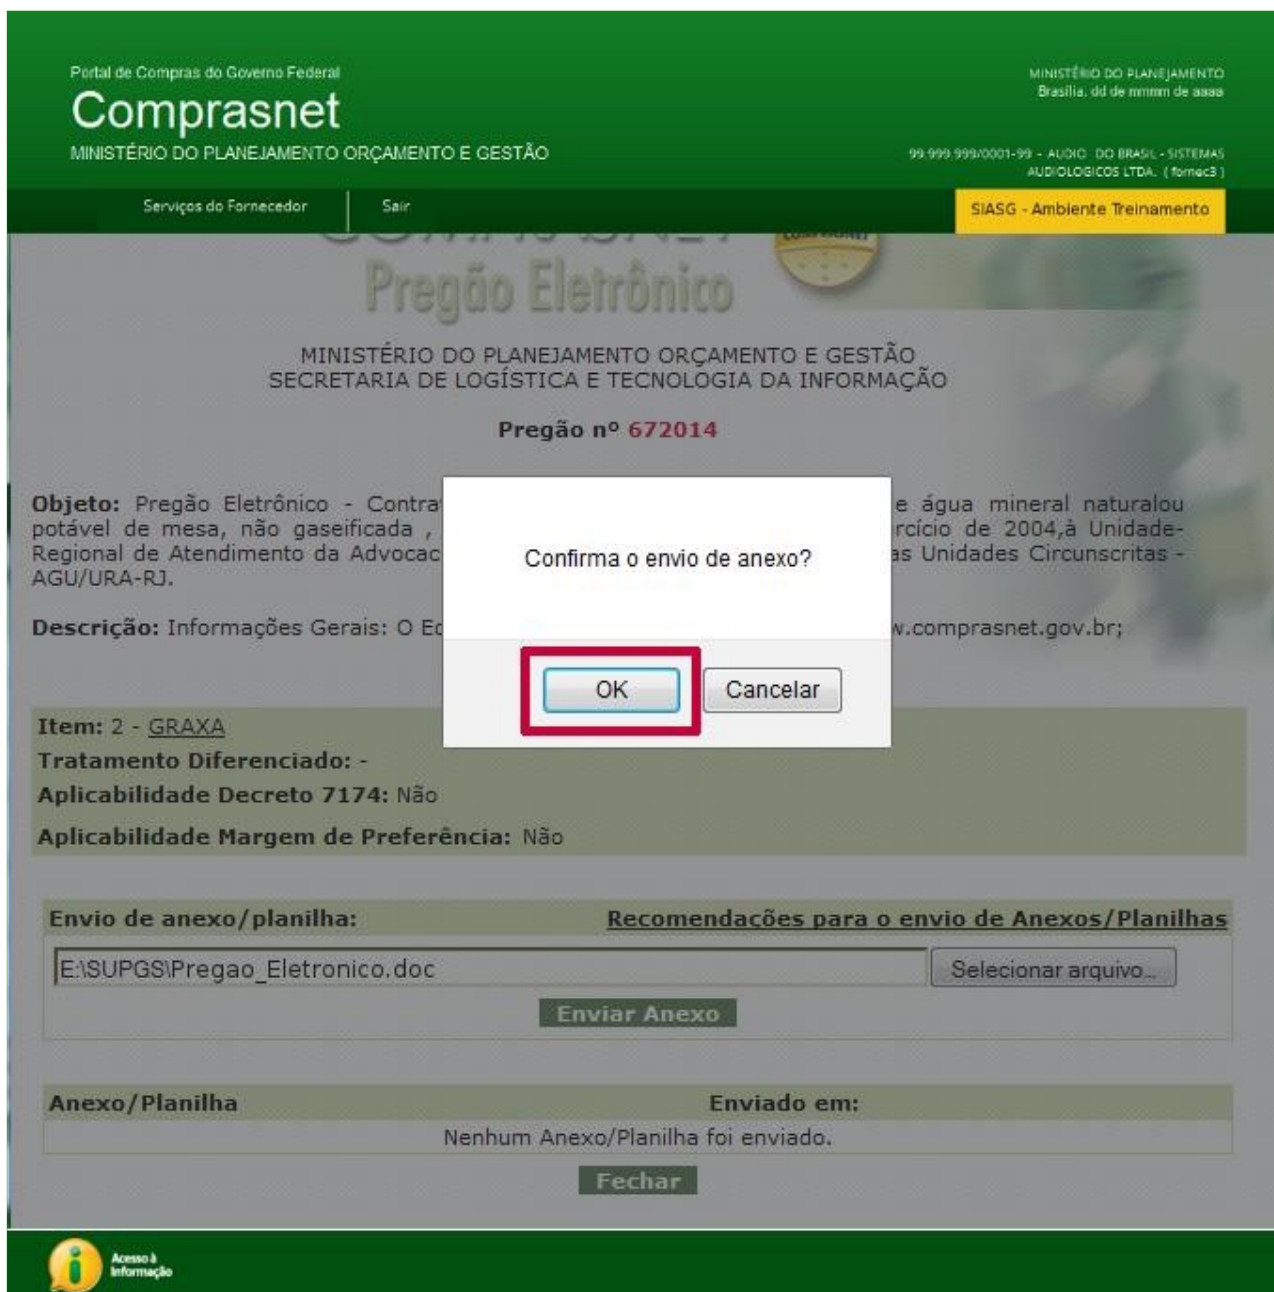 Portal de Compras do Governo Federal
Comprasnet
MINISTÉRIO DO PLANEJAMENTO ORÇAMENTO E GESTÃO
MINISTÉRIO DO PLANEJAMENTO
Brasília, dd de mmmm de aaaa
99.999.999/0001-99 - AUDIO DO BRASIL - SISTEMAS
AUDIOLOGICOS LTDA. ( fornec3 )
Serviços do Fornecedor
Sair
SIASG - Ambiente Treinamento
Pregão Eletrônico
MINISTÉRIO DO PLANEJAMENTO ORÇAMENTO E GESTÃO
SECRETARIA DE LOGÍSTICA E TECNOLOGIA DA INFORMAÇÃO
Pregão nº 672014
Objeto: Pregão Eletrônico - Contra e água mineral naturalou
potável de mesa, não gaseificada , rcício de 2004,à Unidade-
Regional de Atendimento da Advocac as Unidades Circunscritas -
AGU/URA-RJ.
Descrição: Informações Gerais: O Ed w.comprasnet.gov.br;
Confirma o envio de anexo?
OK
Cancelar
Item: 2 - GRAXA
Tratamento Diferenciado: -
Aplicabilidade Decreto 7174: Não
Aplicabilidade Margem de Preferência: Não
Envio de anexo/planilha:
Recomendações para o envio de Anexos/Planilhas
E:\SUPGS\Pregao_Eletronico.doc
Selecionar arquivo...
Enviar Anexo
Anexo/Planilha
Enviado em:
Nenhum Anexo/Planilha foi enviado.
Fechar
Acesso à
Informação